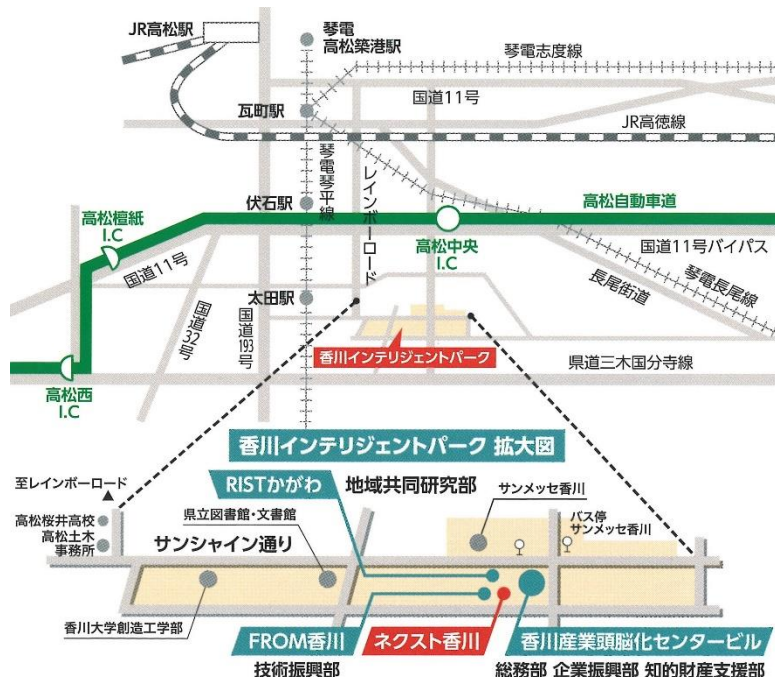 JR高松駅
琴電
高松築港駅
琴電志度線
国道11号
瓦町駅
JR高徳線
琴電琴平線
レインボーロード
伏石駅
高松自動車道
高松檀紙
I.C
高松中央
I.C
国道11号バイパス
国道11号
琴電長尾線
長尾街道
太田駅
国道32号
国道193号
香川インテリジェントパーク
県道三木国分寺線
高松西
I.C
香川インテリジェントパーク 拡大図
至レインボーロード
RISTかがわ
地域共同研究部
サンメッセ香川
高松桜井高校
高松土木
事務所
県立図書館・文書館
バス停
サンメッセ香川
サンシャイン通り
香川大学創造工学部
FROM香川
技術振興部
ネクスト香川
香川産業頭脳化センタービル
総務部 企業振興部 知的財産支援部